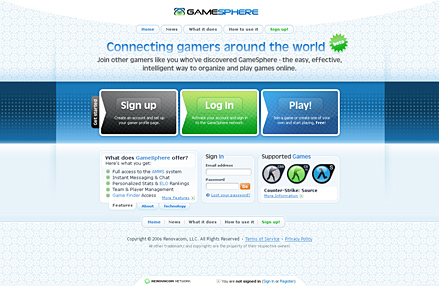 GAMESPHERE
Home News What it does How to use it Sign up!
Connecting gamers around the world
Join other gamers like you who've discovered GameSphere - the easy, effective,
intelligent way to organize and play games online.
Get started
Sign up
Create an account and set up
your gamer profile page.
Log in
Activate your account and sign in
to the GameSphere network.
Play!
Join a game or create one of your
own and start playing, Free!
What does GameSphere offer?
Here's what you get:
Full access to the AMMS system
Instant Messaging & Chat
Personalized Stats & ELO Rankings
Team & Player Management
Game Finder Access
More Features
Features About Technology
Sign in
Email address
Password
Go
Lost your password?
Supported Games
Counter-Strike: Source
More Information
Home News What it does How to use it Sign up!
Copyright © 2006 Renovacom, LLC. All Rights Reserved - Terms of Service - Privacy Policy
All other trademarks / copyrights are the property of their respective owners
RENOVACOM NETWORK
You are not signed in (Sign in or Register)